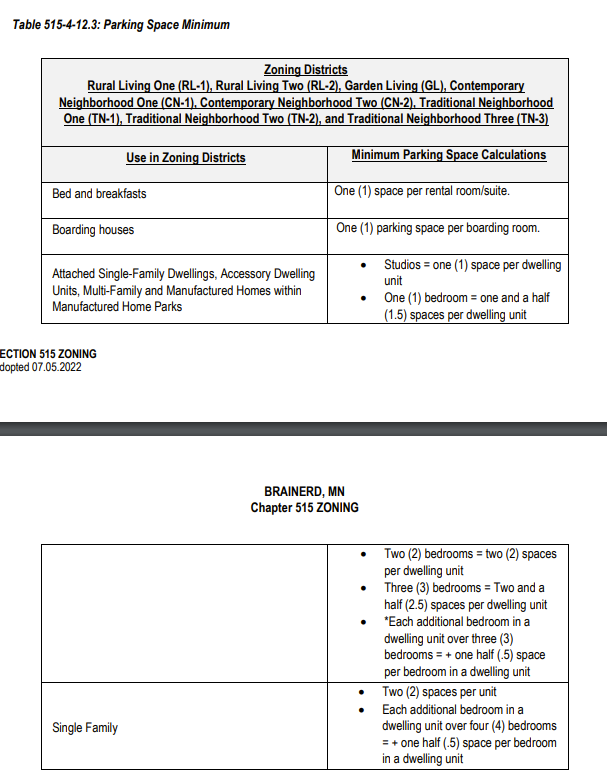 Table 515-4-12.3: Parking Space Minimum
Zoning Districts
Rural Living One (RL-1), Rural Living Two (RL-2), Garden Living (GL), Contemporary
Neighborhood One (CN-1), Contemporary Neighborhood Two (CN-2), Traditional Neighborhood
One (TN-1), Traditional Neighborhood Two (TN-2), and Traditional Neighborhood Three (TN-3)
Use in Zoning Districts
Minimum Parking Space Calculations
Bed and breakfasts
One (1) space per rental room/suite.
Boarding houses
One (1) parking space per boarding room.
Attached Single-Family Dwellings, Accessory Dwelling
Units, Multi-Family and Manufactured Homes within
Manufactured Home Parks
• Studios = one (1) space per dwelling
unit
• One (1) bedroom = one and a half
(1.5) spaces per dwelling unit
ECTION 515 ZONING
dopted 07.05.2022
BRAINERD, MN
Chapter 515 ZONING
• Two (2) bedrooms = two (2) spaces
per dwelling unit
• Three (3) bedrooms = Two and a
half (2.5) spaces per dwelling unit
• *Each additional bedroom in a
dwelling unit over three (3)
bedrooms = + one half (.5) space
per bedroom in a dwelling unit
Single Family
• Two (2) spaces per unit
• Each additional bedroom in a
dwelling unit over four (4) bedrooms
= + one half (.5) space per bedroom
in a dwelling unit